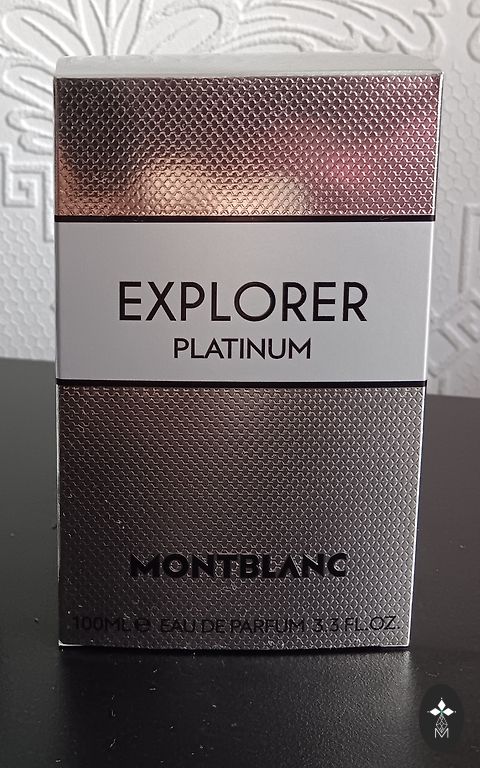 EXPLORER
PLATINUM
MONTBLANC
100ML ℮ EAU DE PARFUM 3.3 FL.OZ.
M